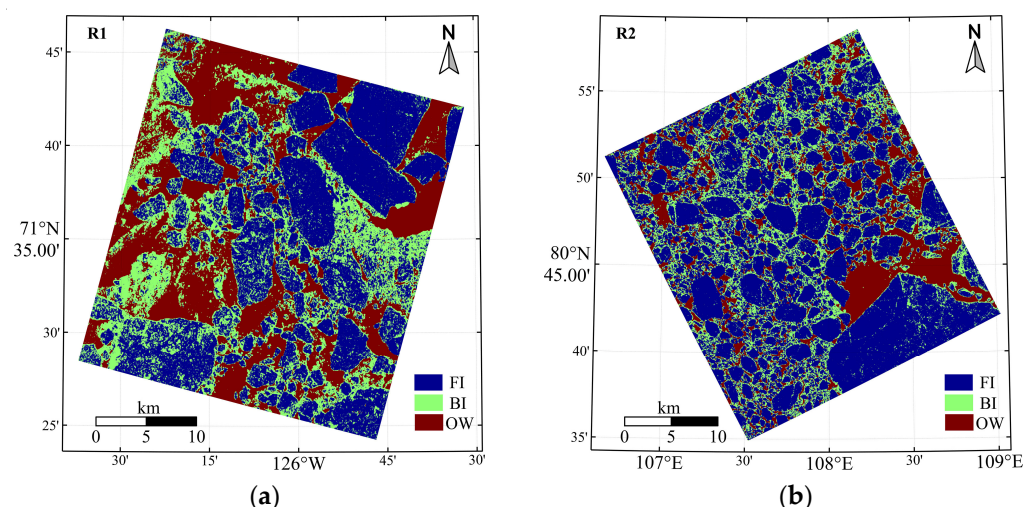 R1
N
45'
40'
71°N
35.00'
30'
25'
FI
BI
OW
km
0 5 10
30' 15' 126°W 45' 30'
(a)
R2
N
55'
50'
80°N
45.00'
40'
35'
FI
BI
OW
km
0 5 10
107°E 30' 108°E 30' 109°E
(b)